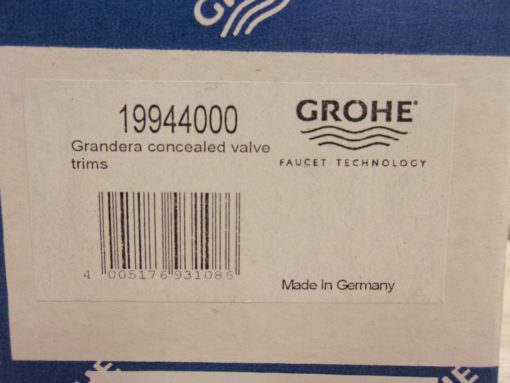 19944000
Grandera concealed valve
trims
GROHE®
FAUCET TECHNOLOGY
4 005176 931086
Made In Germany